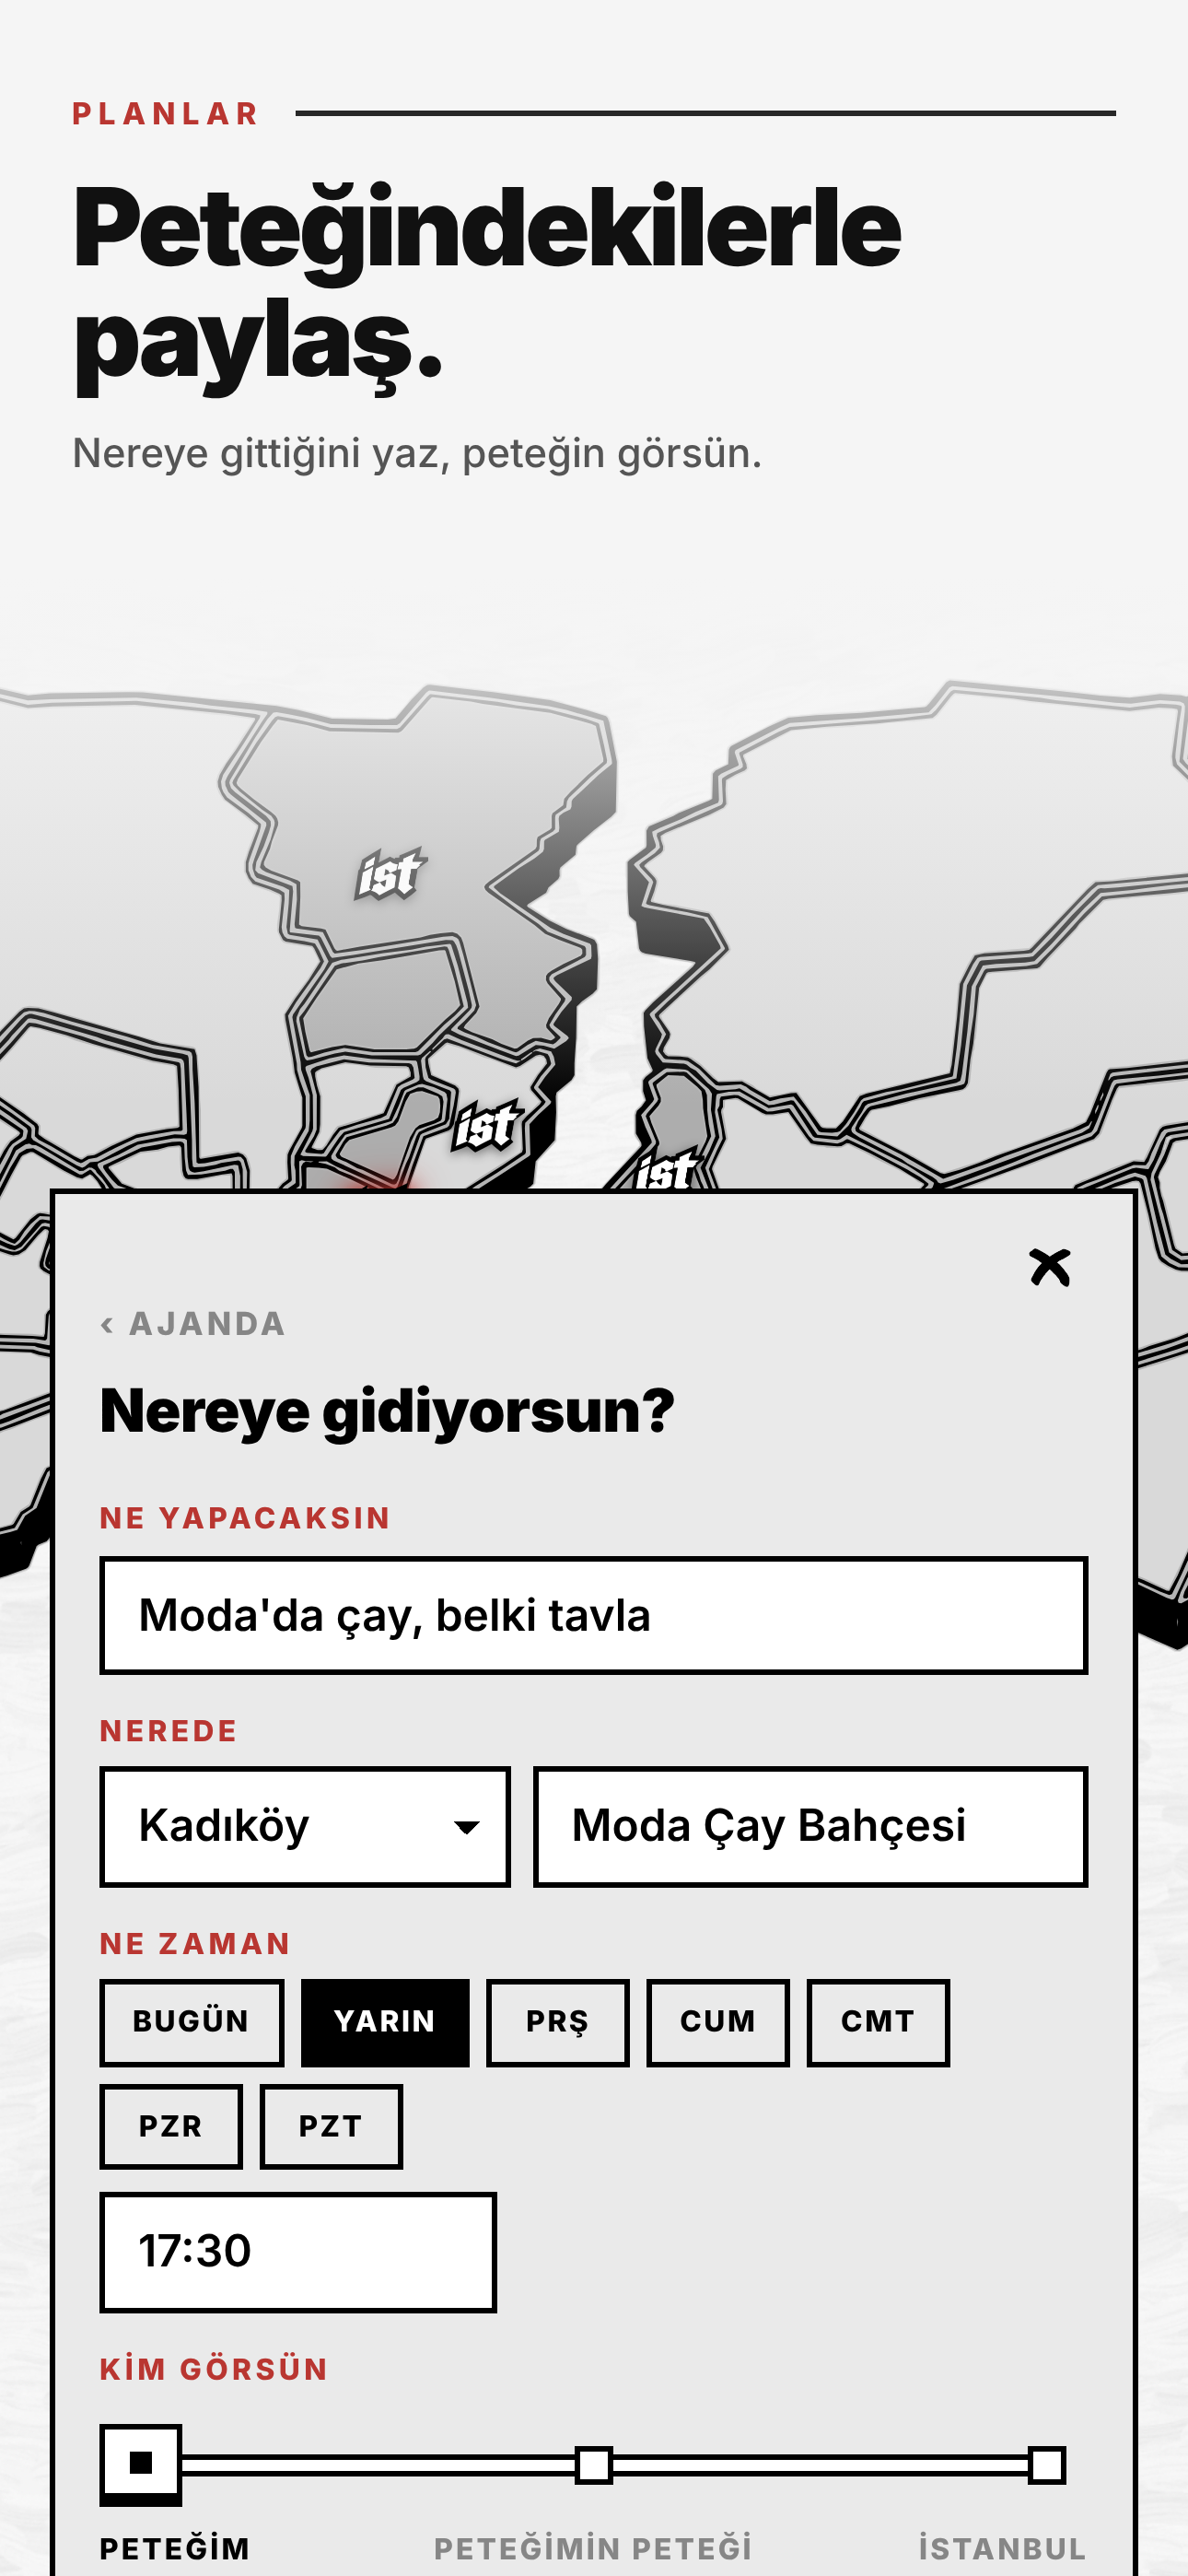 PLANLAR
Peteğindekilerle
paylaş.
Nereye gittiğini yaz, peteğin görsün.
ist
ist
ist
‹ AJANDA
Nereye gidiyorsun?
NE YAPACAKSIN
Moda'da çay, belki tavla
NEREDE
Kadıköy Moda Çay Bahçesi
NE ZAMAN
BUGÜN YARIN PRŞ CUM CMT
PZR PZT
17:30
KİM GÖRSÜN
PETEĞİM PETEĞİMİN PETEĞİ İSTANBUL